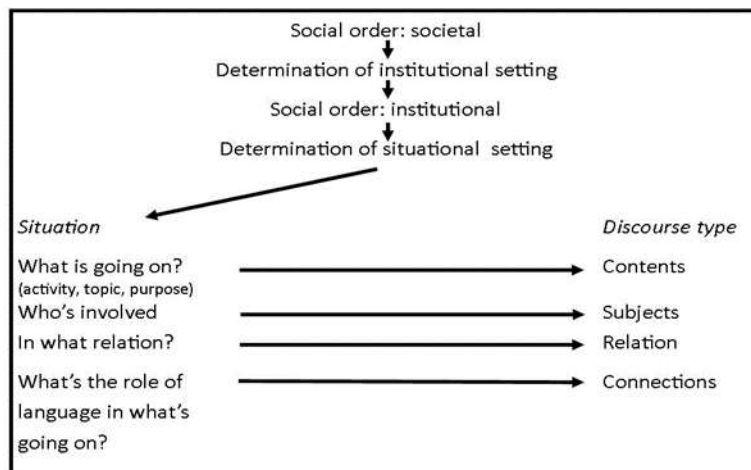 Social order: societal
Determination of institutional setting
Social order: institutional
Determination of situational setting
Situation
Discourse type
What is going on?
(activity, topic, purpose)
Contents
Who's involved
Subjects
In what relation?
Relation
What's the role of
language in what's
going on?
Connections